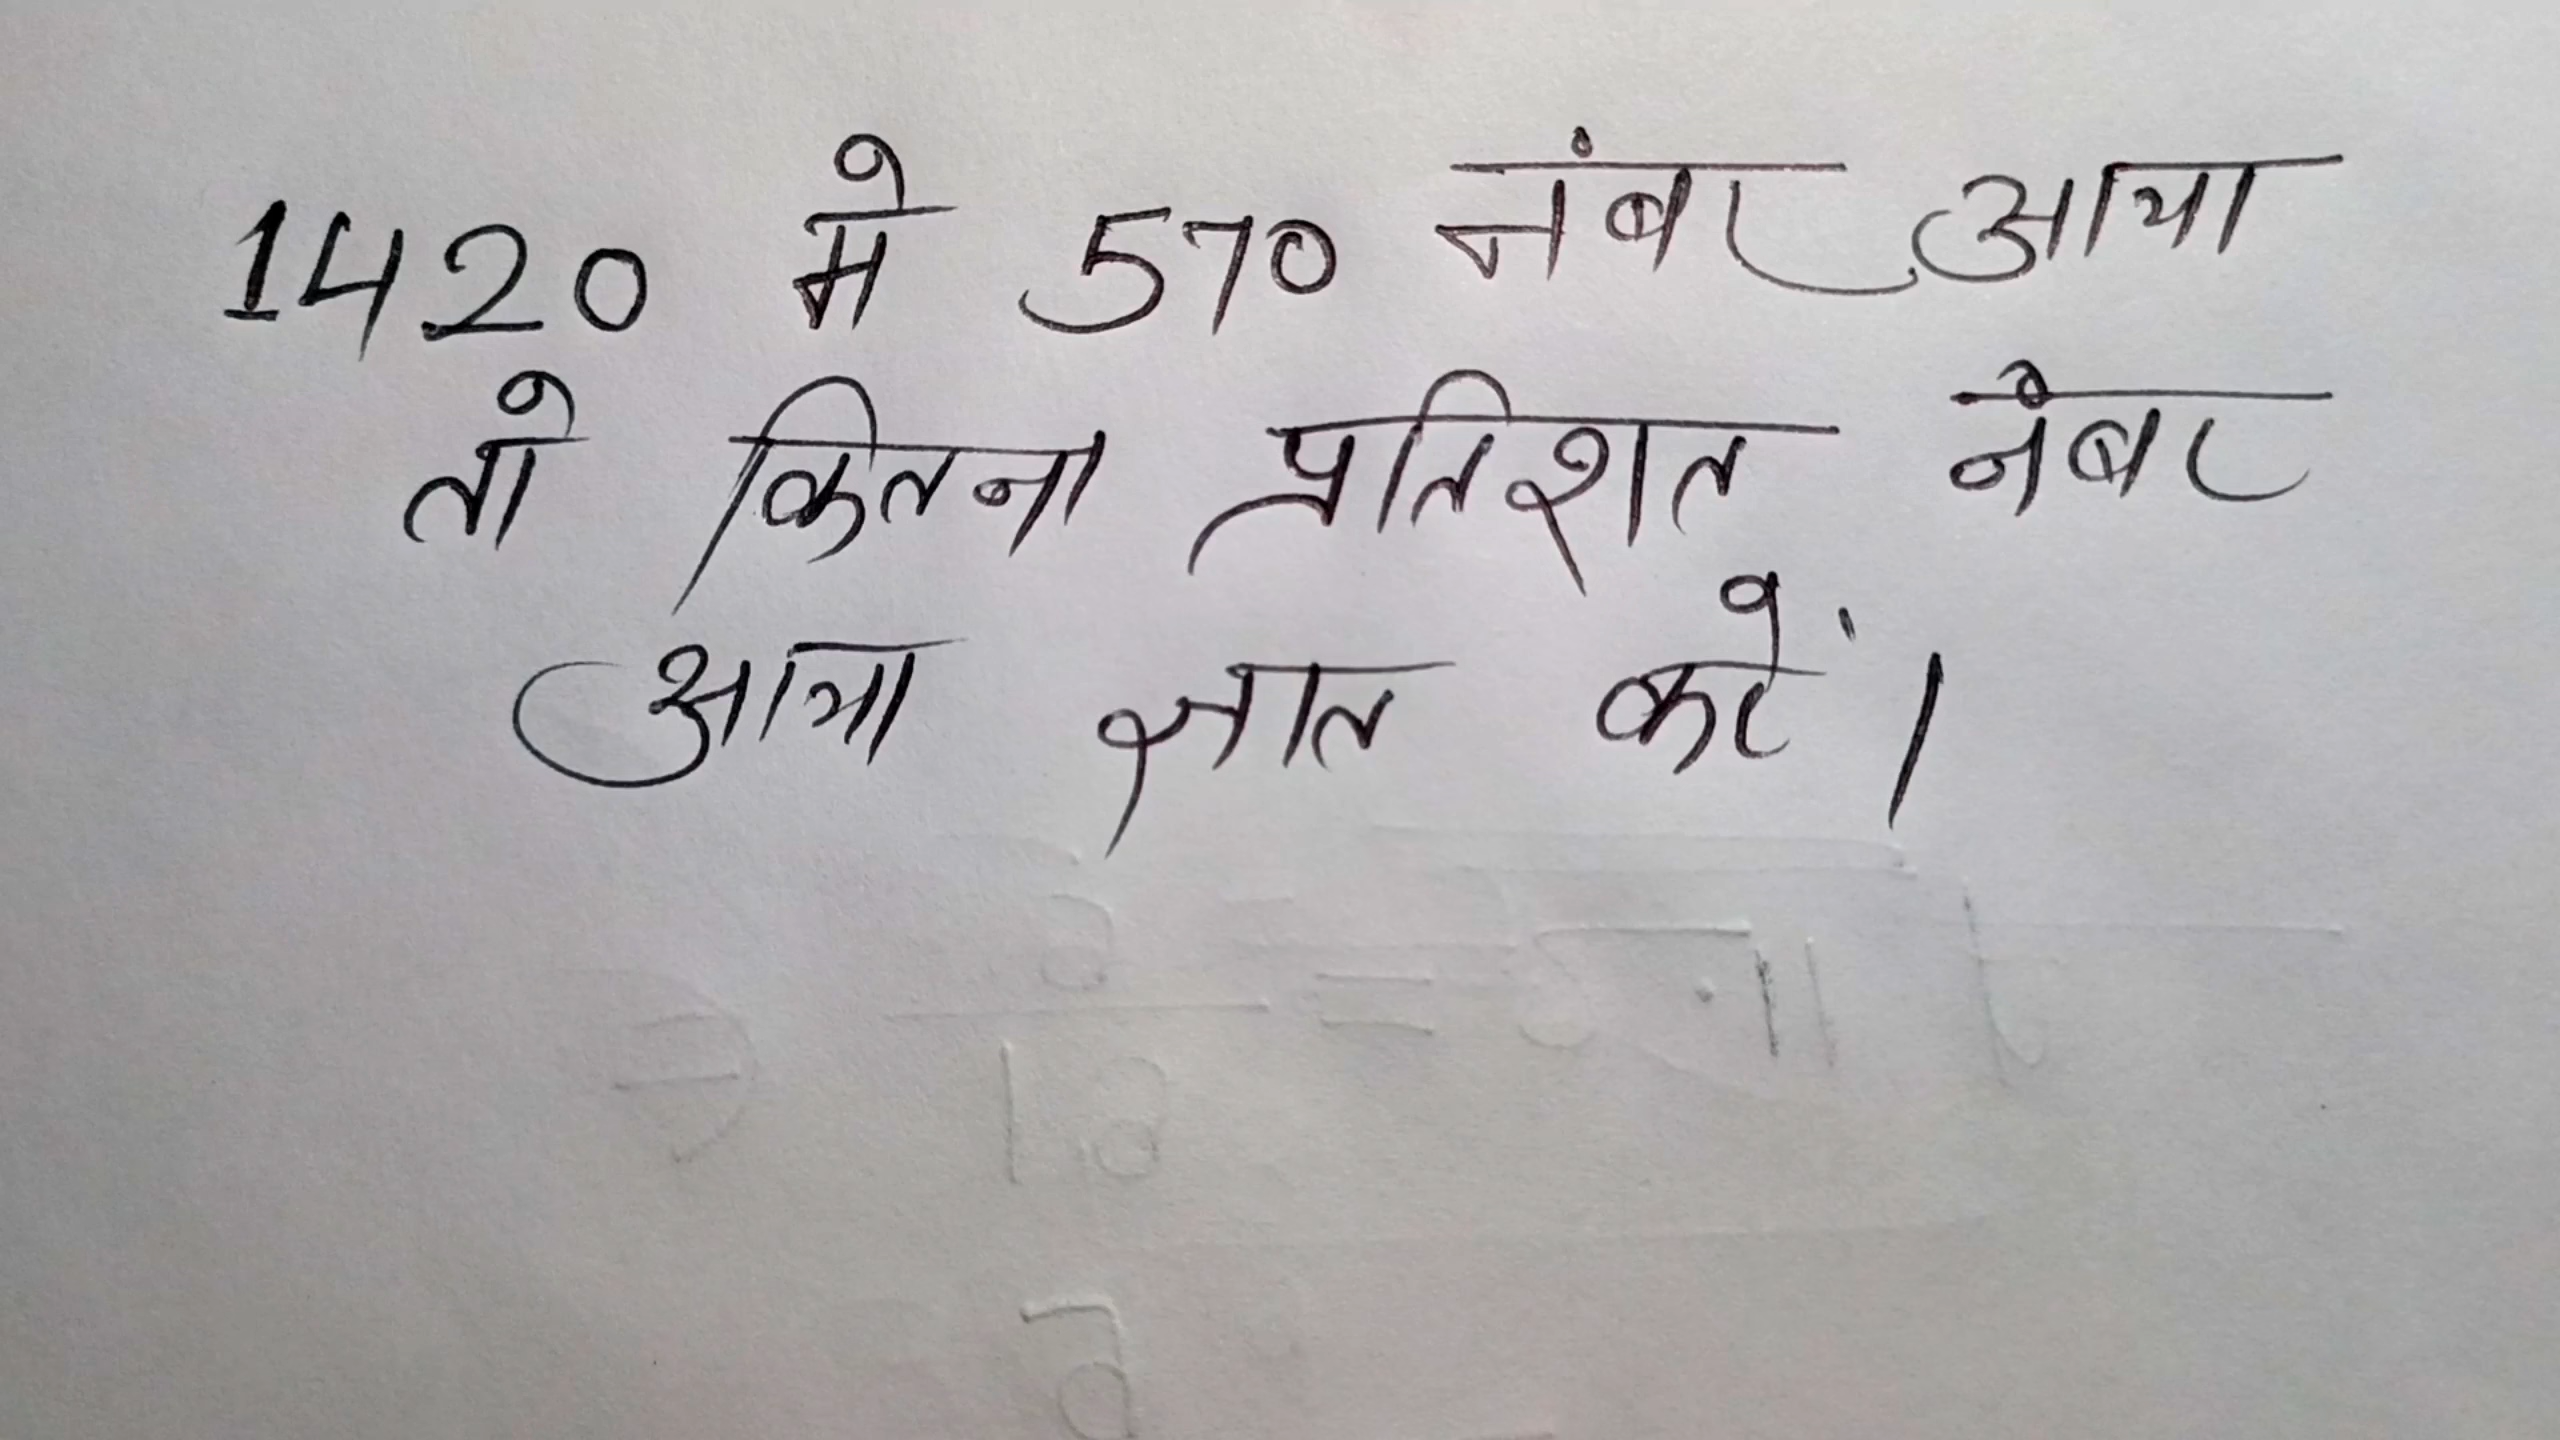 1420 मे 570 नंबर आया
तो कितना प्रतिशत नंबर
आया ज्ञात करें।